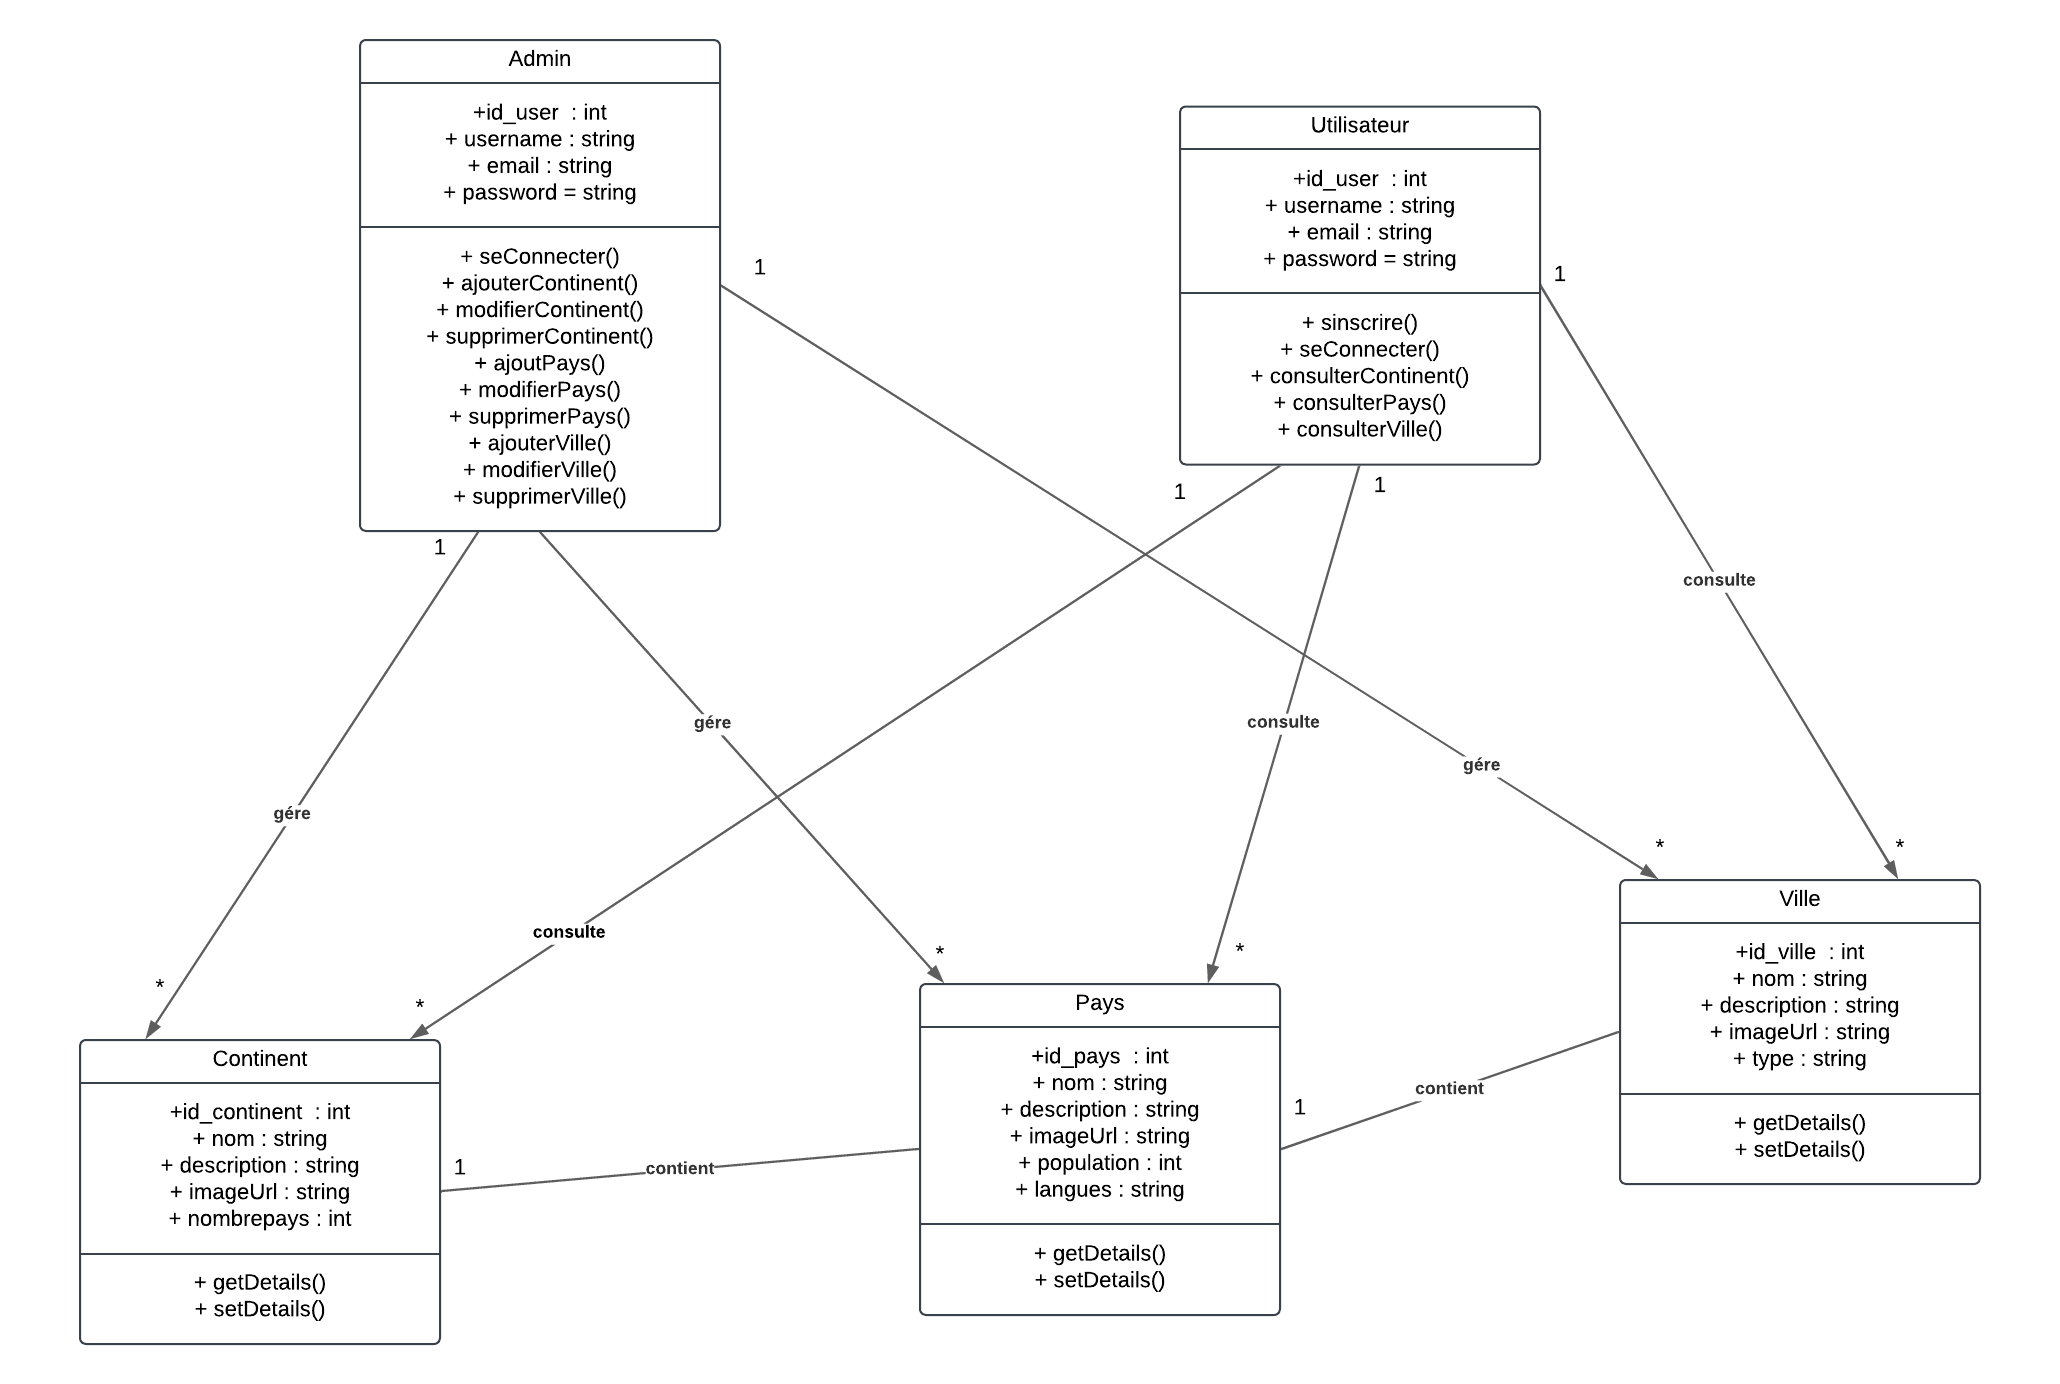 Admin
+id_user : int
+ username : string
+ email : string
+ password = string
+ seConnecter()
+ ajouterContinent()
+ modifierContinent()
+ supprimerContinent()
+ ajoutPays()
+ modifierPays()
+ supprimerPays()
+ ajouterVille()
+ modifierVille()
+ supprimerVille()
Utilisateur
+id_user : int
+ username : string
+ email : string
+ password = string
+ sinscrire()
+ seConnecter()
+ consulterContinent()
+ consulterPays()
+ consulterVille()
1
1
1
1
1
consulte
gére
consulte
gére
gére
*
*
consulte
*
*
*
*
Continent
+id_continent : int
+ nom : string
+ description : string
+ imageUrl : string
+ nombrepays : int
+ getDetails()
+ setDetails()
1
contient
Pays
+id_pays : int
+ nom : string
+ description : string
+ imageUrl : string
+ population : int
+ langues : string
+ getDetails()
+ setDetails()
1
contient
Ville
+id_ville : int
+ nom : string
+ description : string
+ imageUrl : string
+ type : string
+ getDetails()
+ setDetails()